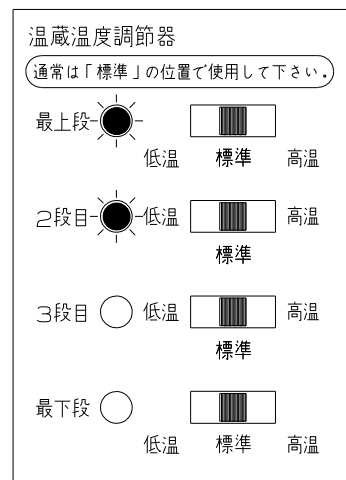 温蔵温度調節器
通常は「標準」の位置で使用して下さい。
最上段
低温 標準 高温
2段目 低温 高温
標準
3段目 低温 高温
標準
最下段
低温 標準 高温